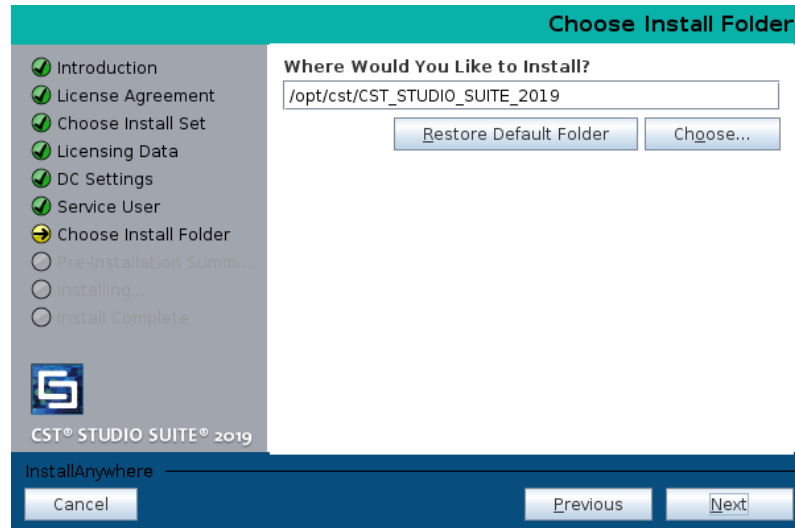 Choose Install Folder
Introduction
License Agreement
Choose Install Set
Licensing Data
DC Settings
Service User
Choose Install Folder
Pre-Installation Summ...
Installing...
Install Complete
CST® STUDIO SUITE® 2019
Where Would You Like to Install?
/opt/cst/CST_STUDIO_SUITE_2019
Restore Default Folder
Choose...
InstallAnywhere
Cancel
Previous
Next